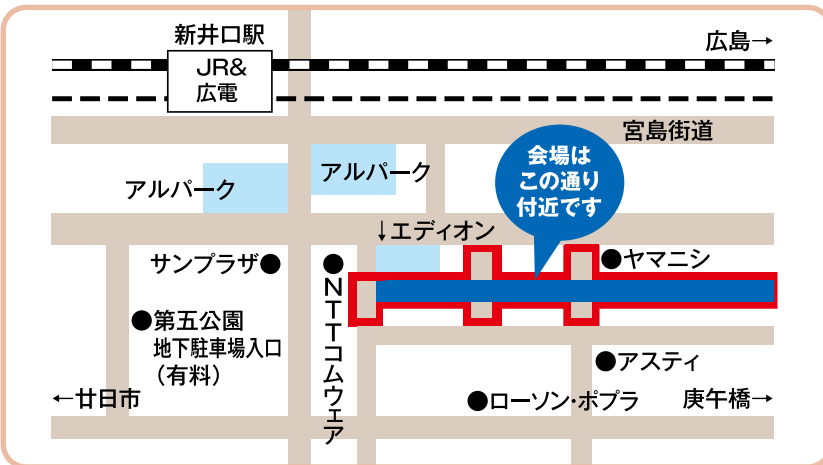 新井口駅
JR&
広電
広島→
宮島街道
会場は
この通り
付近です
アルパーク
アルパーク
↓エディオン
サンプラザ●
●NTTコムウェア
●ヤマニシ
●第五公園
地下駐車場入口
（有料）
●アスティ
←廿日市
●ローソン・ポプラ
庚午橋→